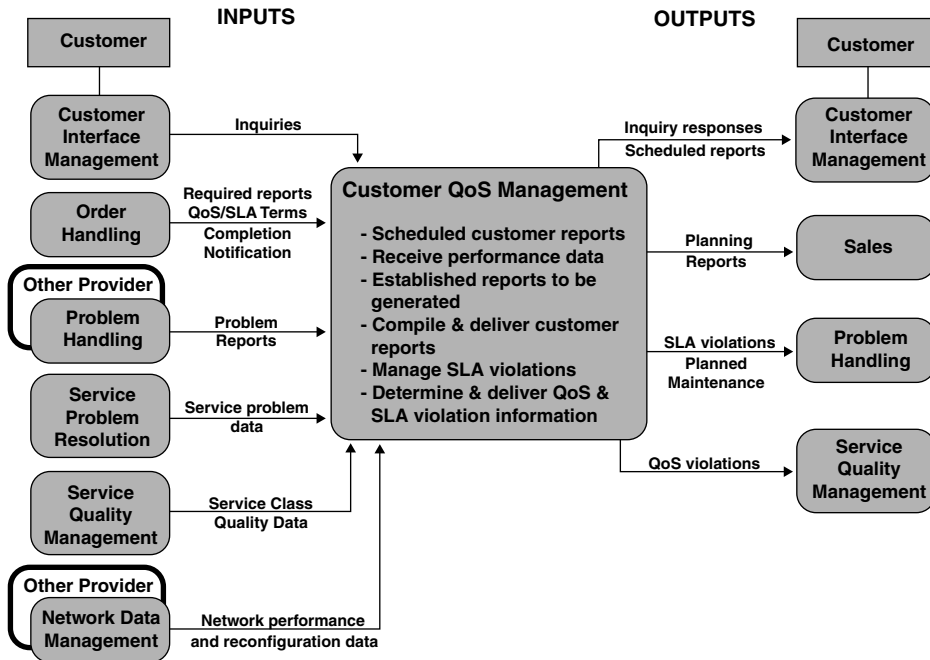 INPUTS
OUTPUTS
Customer
Customer
Interface
Management
Inquiries
Order
Handling
Required reports
QoS/SLA Terms
Completion
Notification
Other Provider
Problem
Handling
Problem
Reports
Service
Problem
Resolution
Service problem
data
Service
Quality
Management
Service Class
Quality Data
Other Provider
Network Data
Management
Network performance
and reconfiguration data
Customer QoS Management
- Scheduled customer reports
- Receive performance data
- Established reports to be
generated
- Compile & deliver customer
reports
- Manage SLA violations
- Determine & deliver QoS &
SLA violation information
Customer
Inquiry responses
Scheduled reports
Customer
Interface
Management
Planning
Reports
Sales
SLA violations
Planned
Maintenance
Problem
Handling
QoS violations
Service
Quality
Management